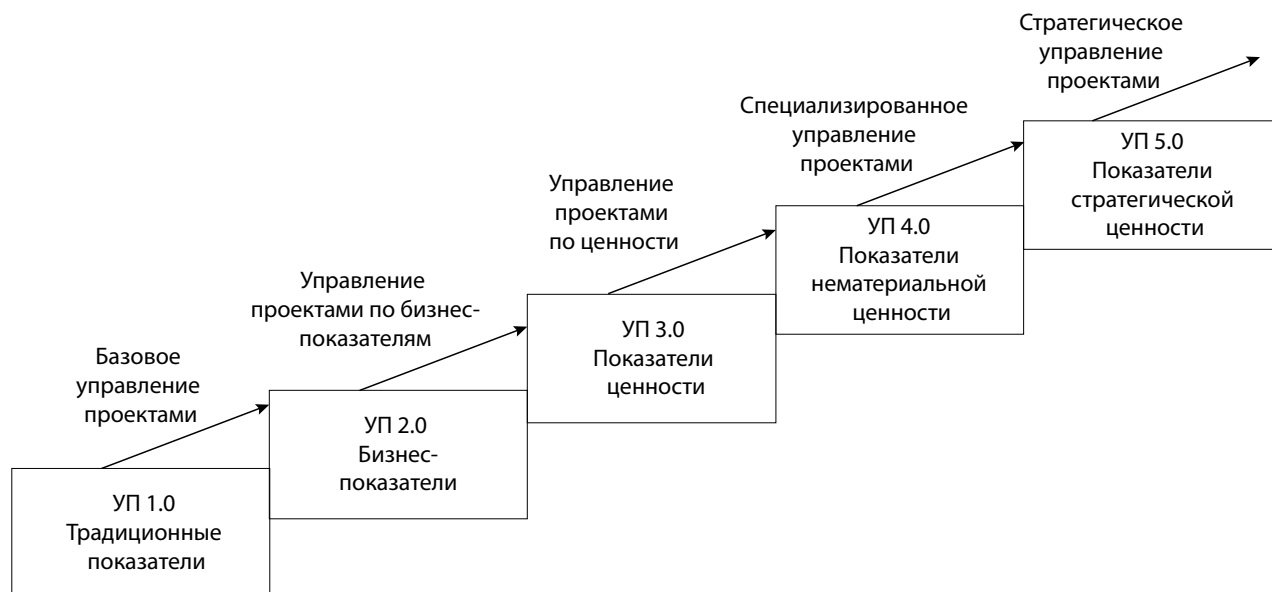 Базовое
управление
проектами
УП 1.0
Традиционные
показатели
Управление
проектами по бизнес-
показателям
УП 2.0
Бизнес-
показатели
Управление
проектами
по ценности
УП 3.0
Показатели
ценности
Специализированное
управление
проектами
УП 4.0
Показатели
нематериальной
ценности
Стратегическое
управление
проектами
УП 5.0
Показатели
стратегической
ценности